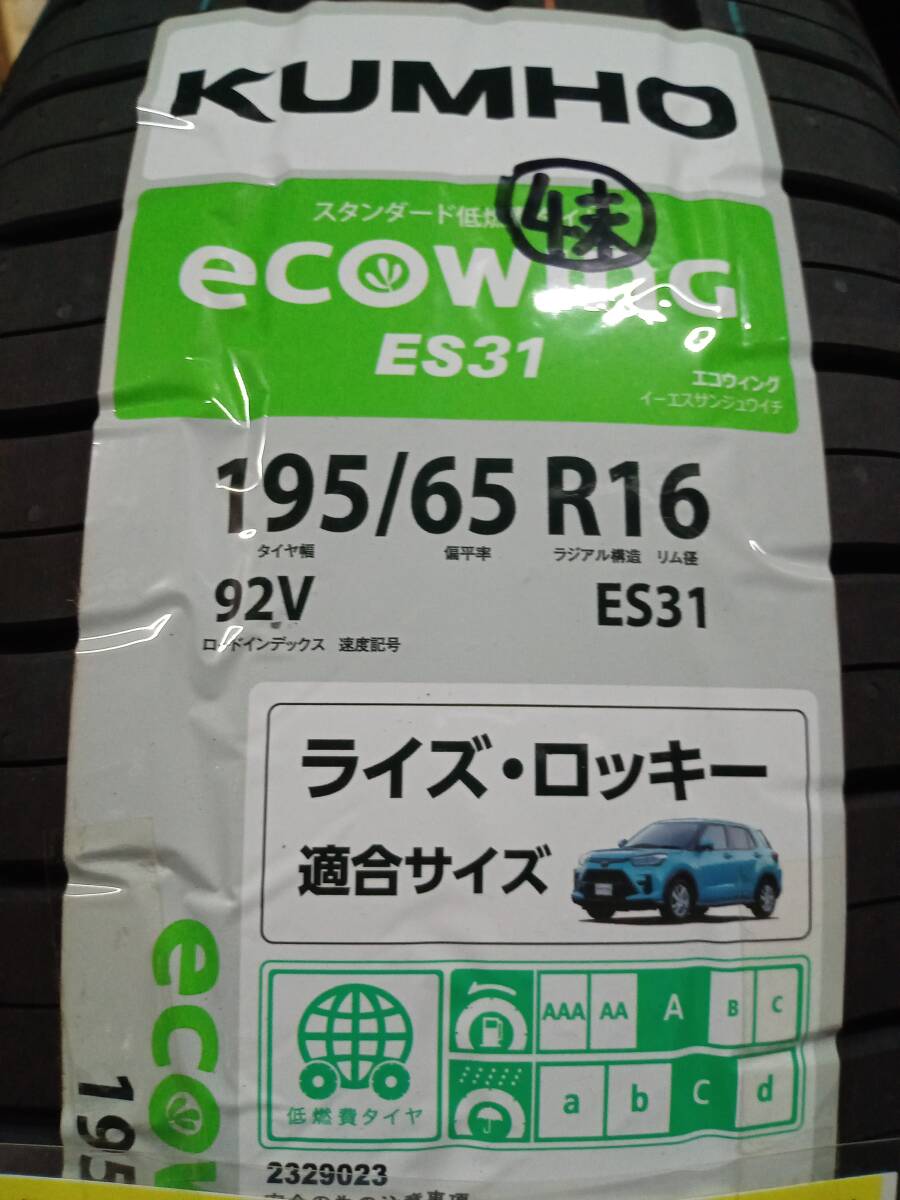 KUMHO
4本
スタンダード低燃費タイ
ecowing
ES31
エコウィング
イーエスサンジュウイチ
195/65 R16
タイヤ幅 偏平率 ラジアル構造 リム径
92V ES31
ロードインデックス 速度記号
ライズ・ロッキー
適合サイズ
AAA AA A B C
a b c d
低燃費タイヤ
2329023
ecow
195